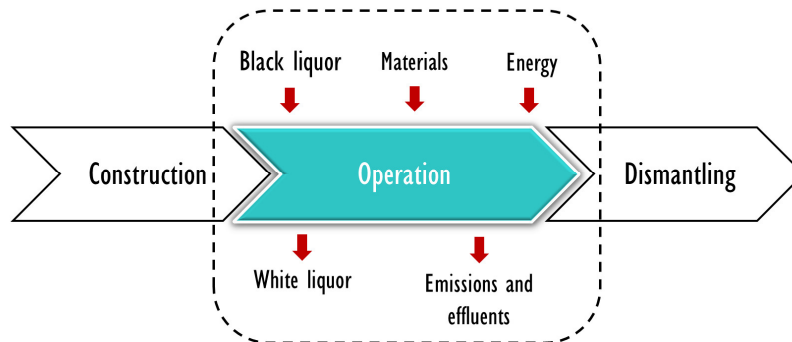 Black liquor
Materials
Energy
Construction
Operation
Dismantling
White liquor
Emissions and
effluents